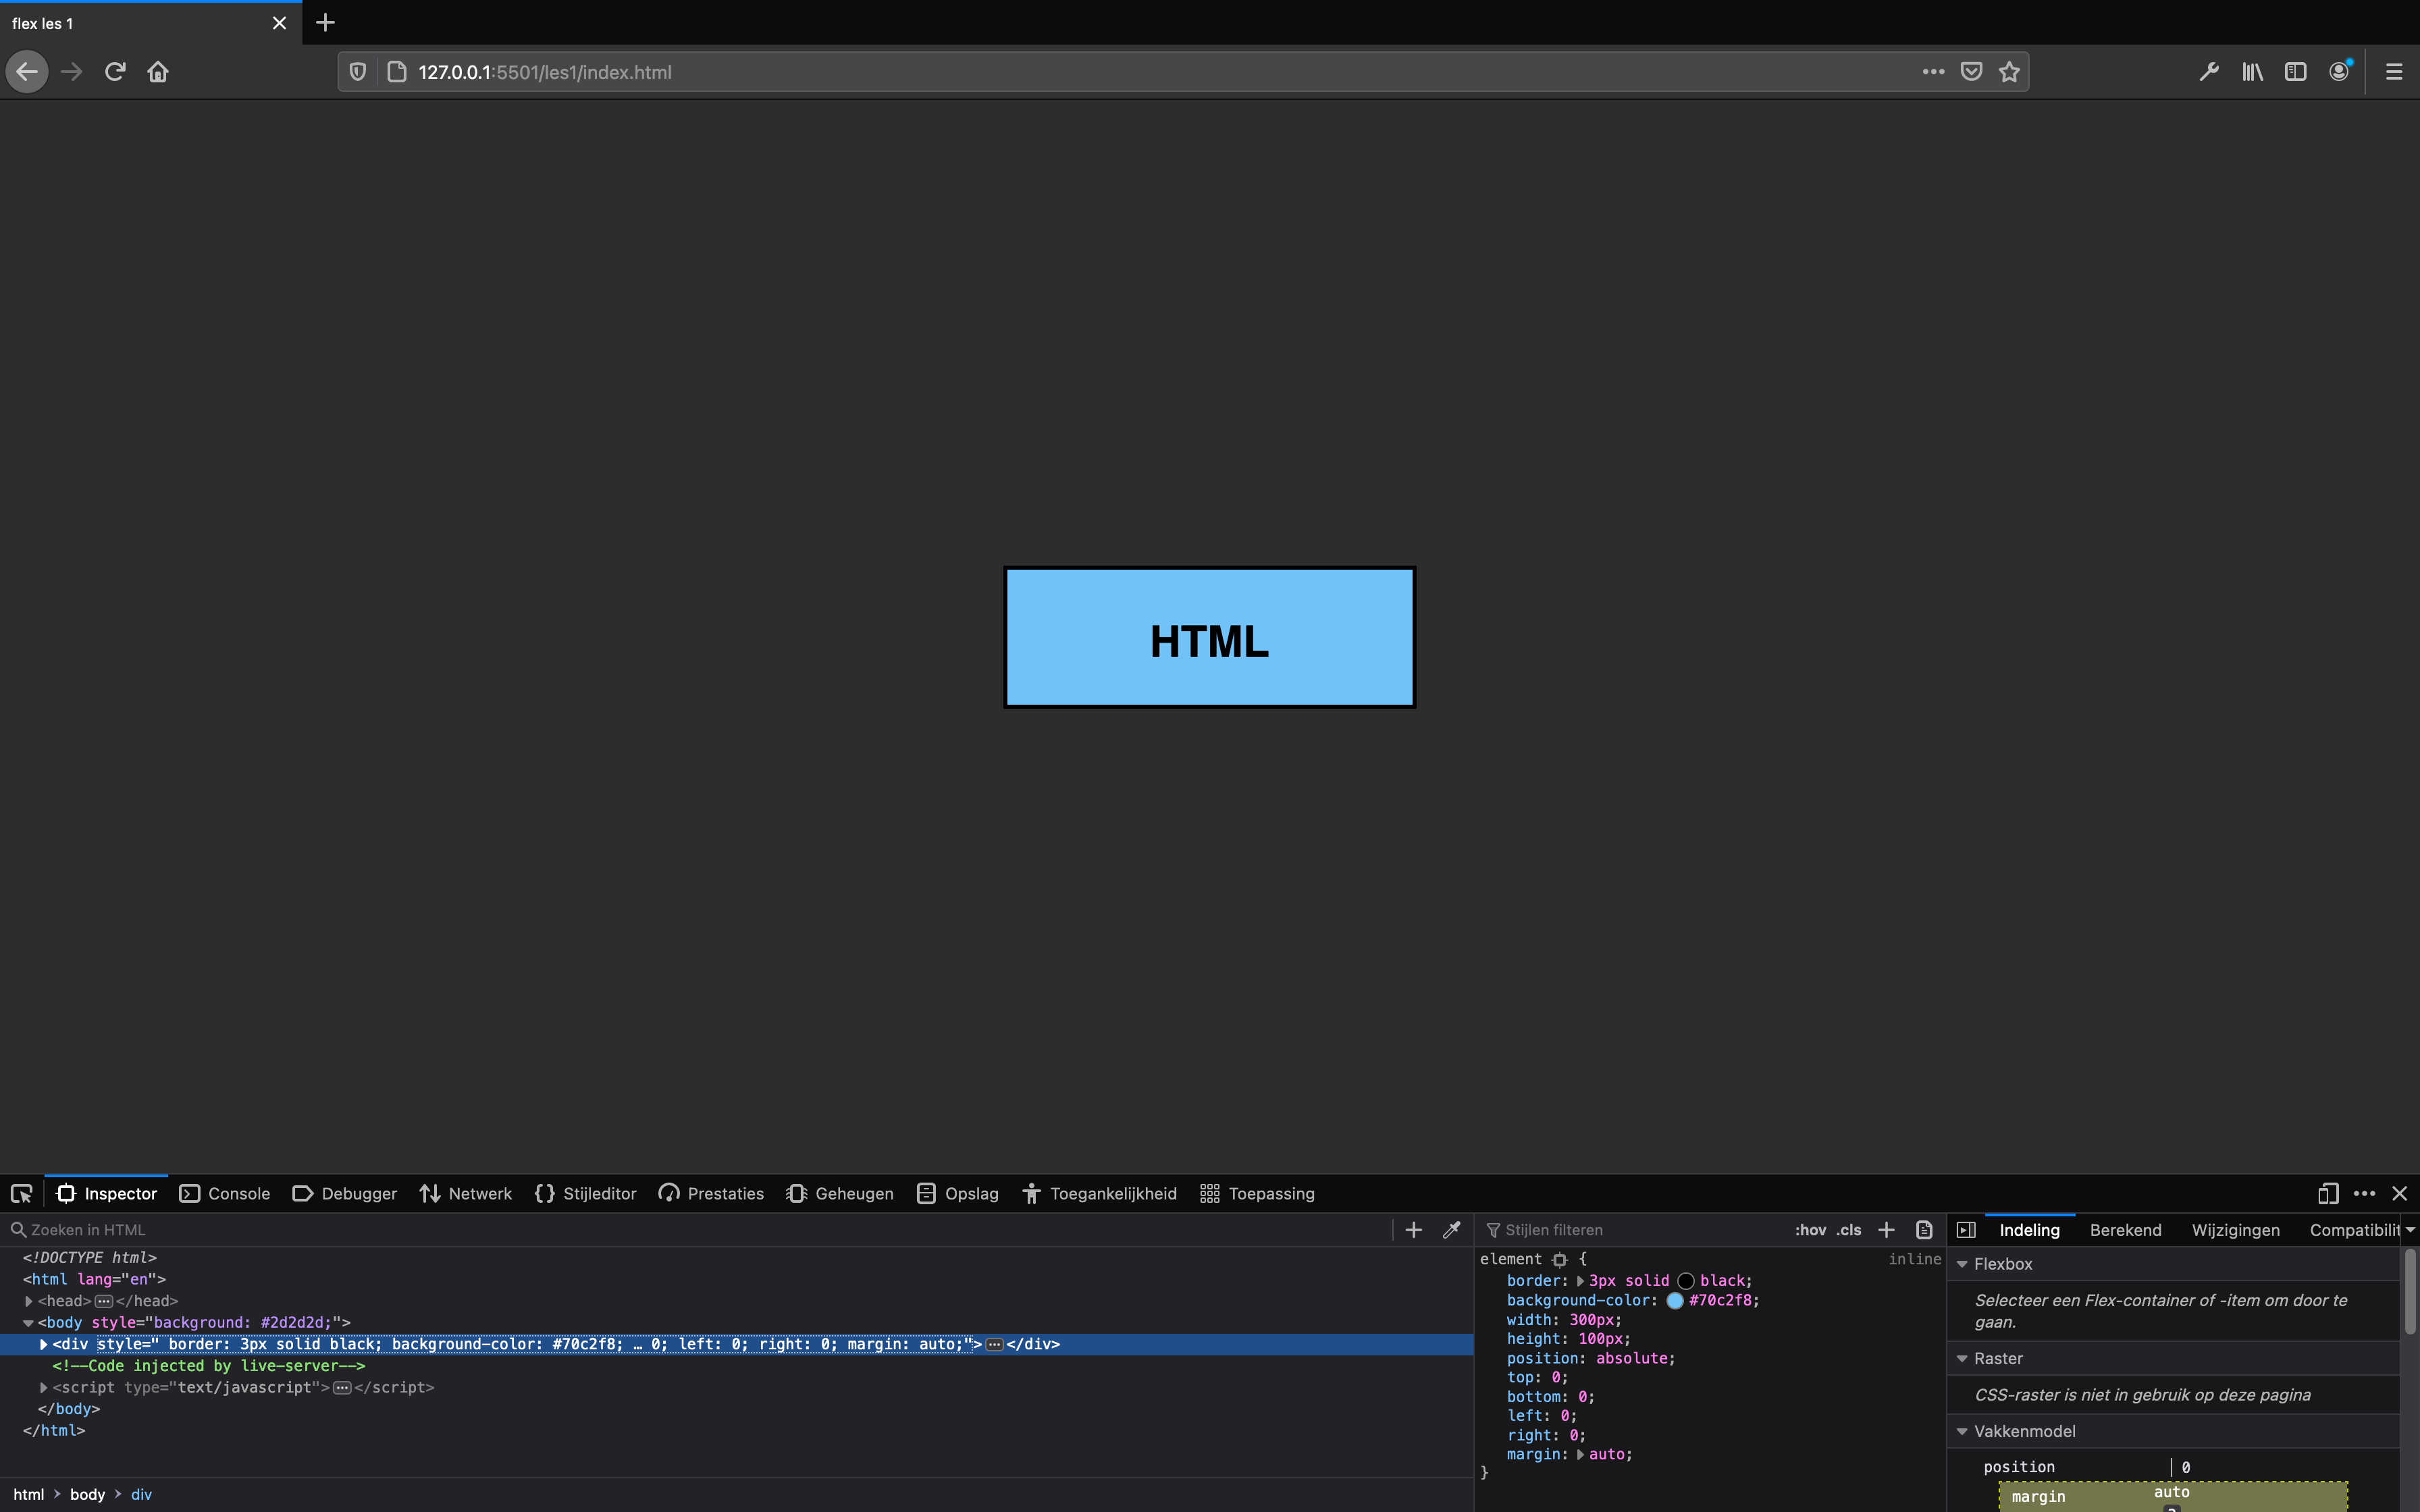 flex les 1
127.0.0.1:5501/les1/index.html
HTML
Inspector Console Debugger Netwerk Stijleditor Prestaties Geheugen Opslag Toegankelijkheid Toepassing
Zoeken in HTML
<!DOCTYPE html>
<html lang="en">
<head></head>
<body style="background: #2d2d2d;">
<div style=" border: 3px solid black; background-color: #70c2f8; … 0; left: 0; right: 0; margin: auto;"></div>
<!--Code injected by live-server-->
<script type="text/javascript"></script>
</body>
</html>
html > body > div
Stijlen filteren :hov .cls
element { inline
border: 3px solid black;
background-color: #70c2f8;
width: 300px;
height: 100px;
position: absolute;
top: 0;
bottom: 0;
left: 0;
right: 0;
margin: auto;
}
Indeling Berekend Wijzigingen Compatibilit
Flexbox
Selecteer een Flex-container of -item om door te
gaan.
Raster
CSS-raster is niet in gebruik op deze pagina
Vakkenmodel
position 0
margin auto